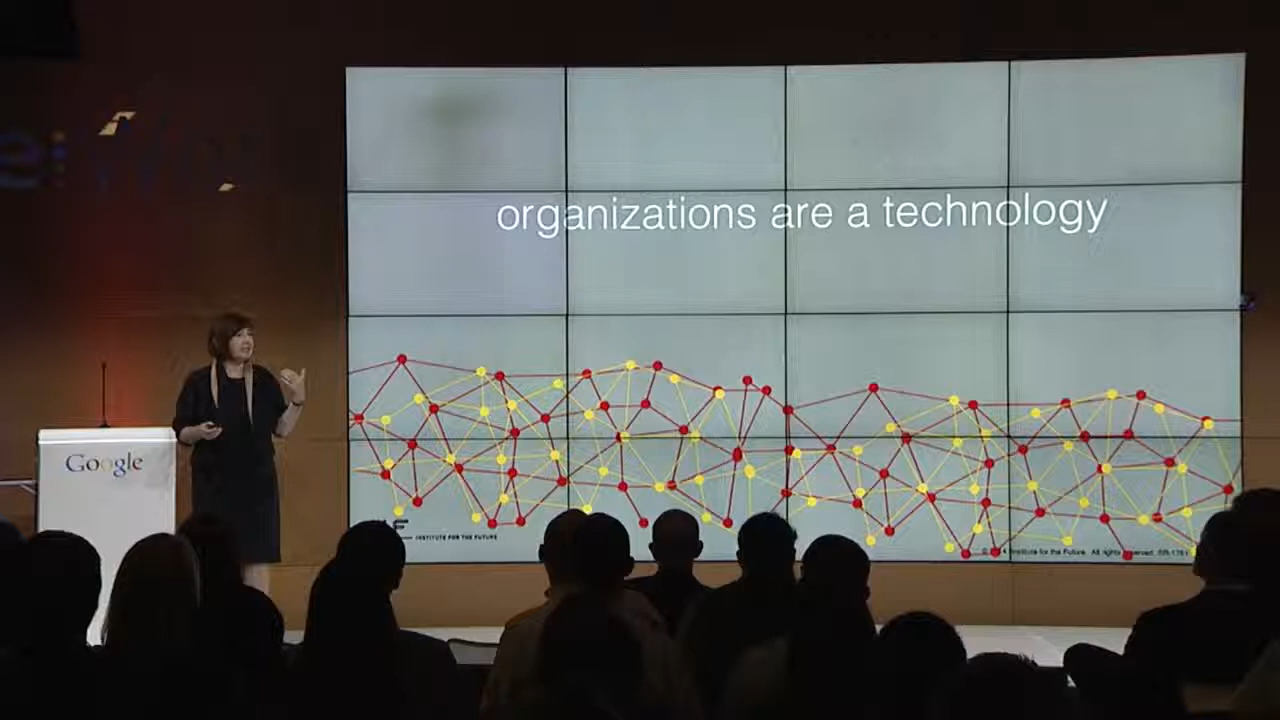 organizations are a technology
Google
INSTITUTE FOR THE FUTURE
Institute for the Future. All rights reserved.